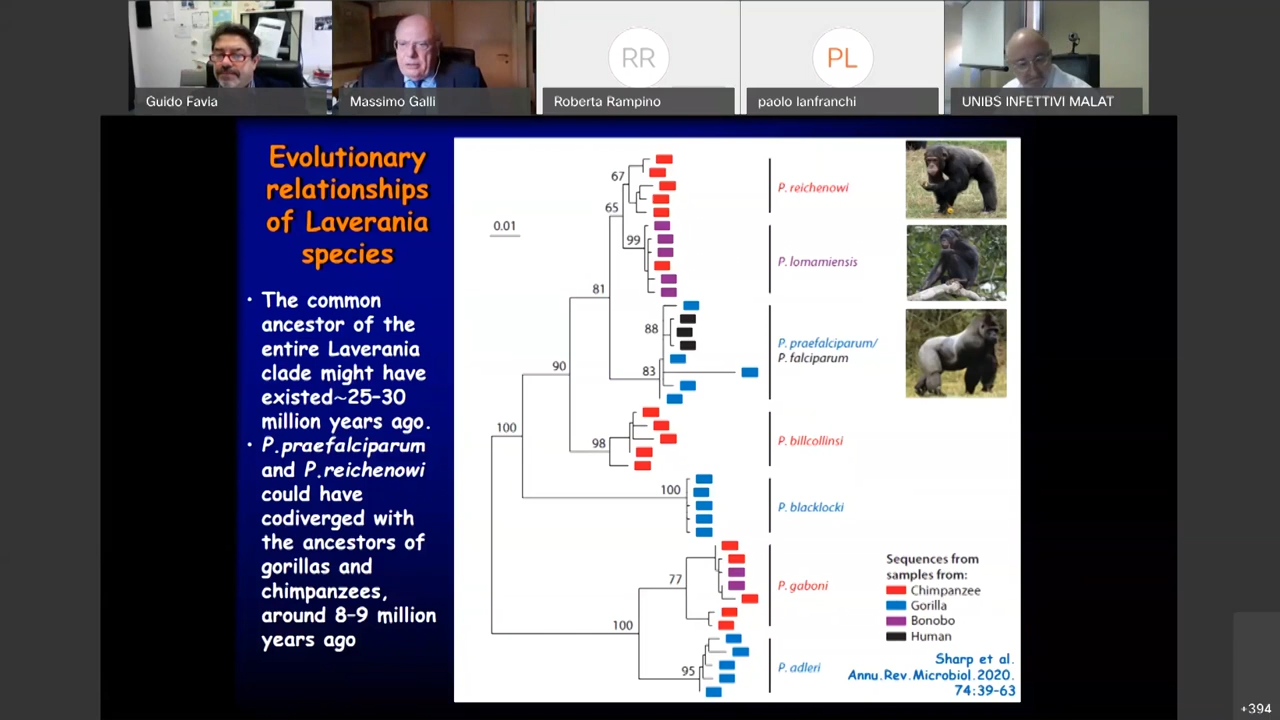 RR
PL
Guido Favia
Massimo Galli
Roberta Rampino
paolo lanfranchi
UNIBS INFETTIVI MALAT
Evolutionary
relationships
of Laverania
species
• The common
ancestor of the
entire Laverania
clade might have
existed~25-30
million years ago.
• P.praefalciparum
and P.reichenowi
could have
codiverged with
the ancestors of
gorillas and
chimpanzees,
around 8-9 million
years ago
0.01
67
65
99
81
88
83
90
98
100
100
77
100
95
P. reichenowi
P. lomamiensis
P. praefalciparum/
P. falciparum
P. billcollinsi
P. blacklocki
P. gaboni
P. adleri
Sequences from
samples from:
Chimpanzee
Gorilla
Bonobo
Human
Sharp et al.
Annu.Rev.Microbiol.2020.
74:39-63
+394